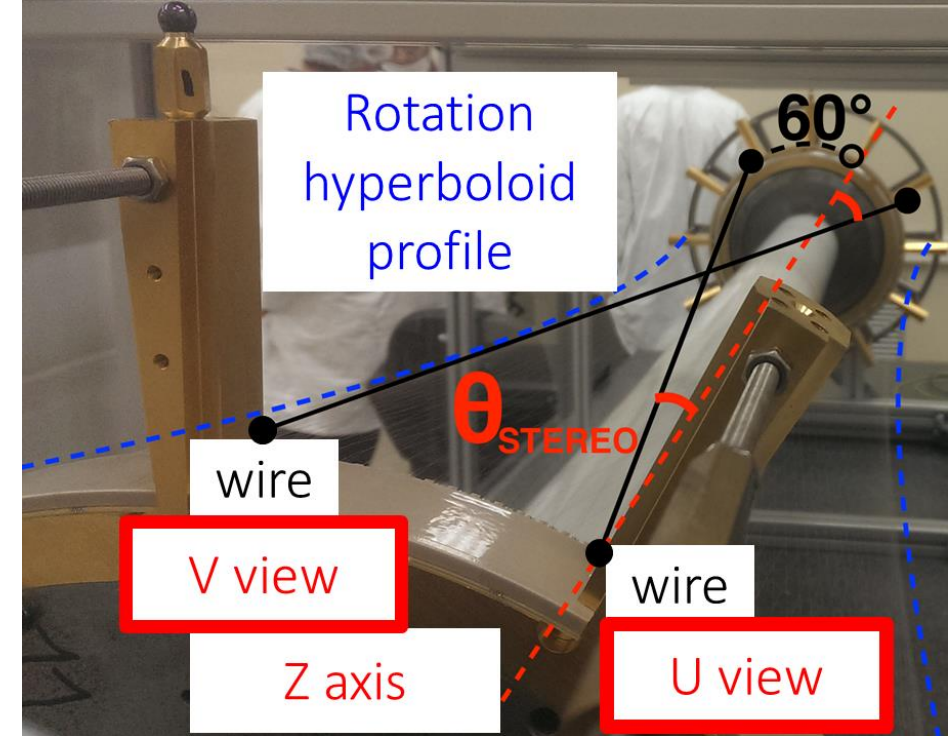 Rotation
hyperboloid
profile
60°
θSTEREO
wire
V view
wire
Z axis
U view